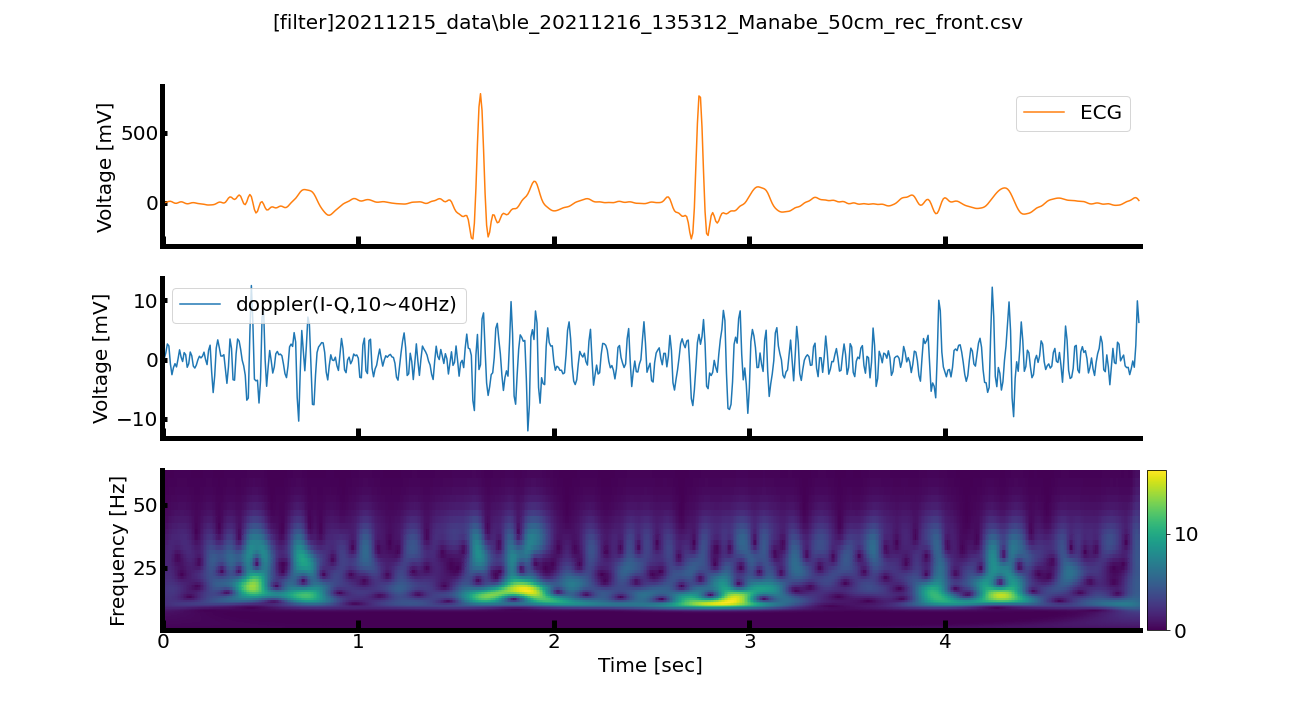 [filter]20211215_data\ble_20211216_135312_Manabe_50cm_rec_front.csv
Voltage [mV]
500
0
ECG
Voltage [mV]
10
0
−10
doppler(I-Q,10~40Hz)
Frequency [Hz]
50
25
10
0
0 1 2 3 4
Time [sec]